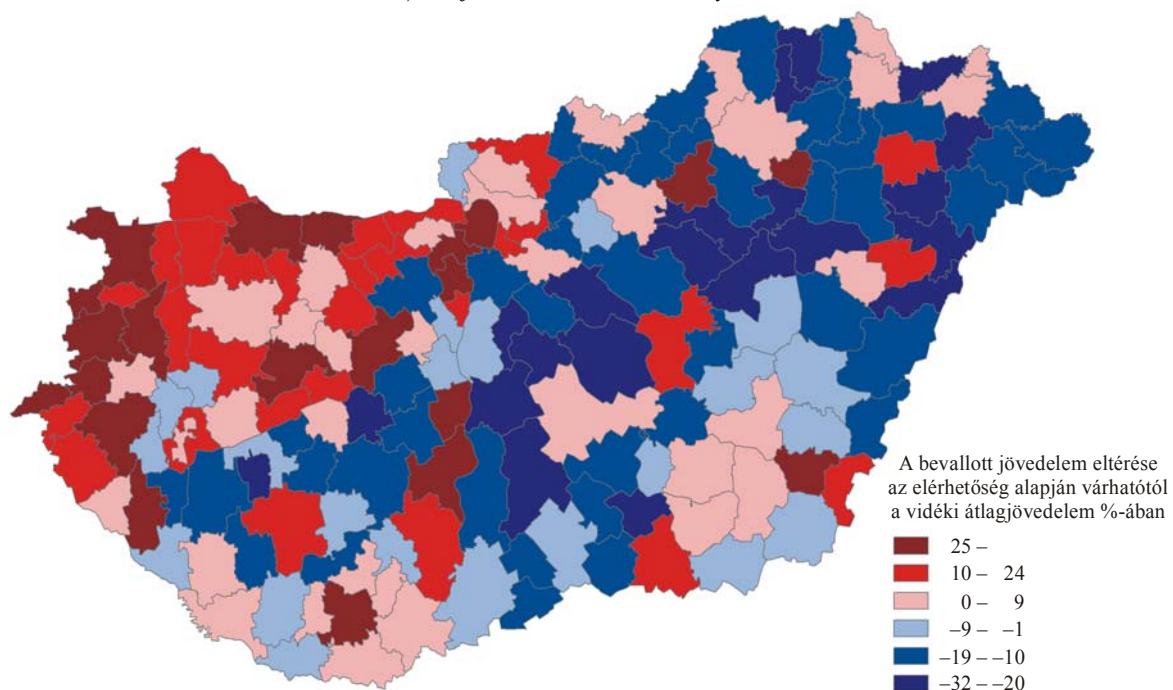 A bevallott jövedelem eltérése
az elérhetőség alapján várhatótól
a vidéki átlagjövedelem %-ában
25 –
10 – 24
0 – 9
–9 – –1
–19 – –10
–32 – –20